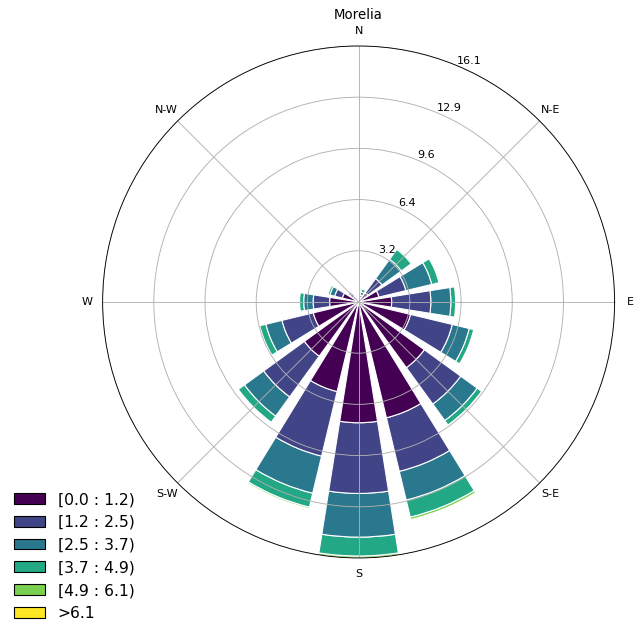 Morelia
N
16.1
N-W
12.9
N-E
9.6
6.4
3.2
W
E
S-W
S-E
S
[0.0 : 1.2)
[1.2 : 2.5)
[2.5 : 3.7)
[3.7 : 4.9)
[4.9 : 6.1)
>6.1